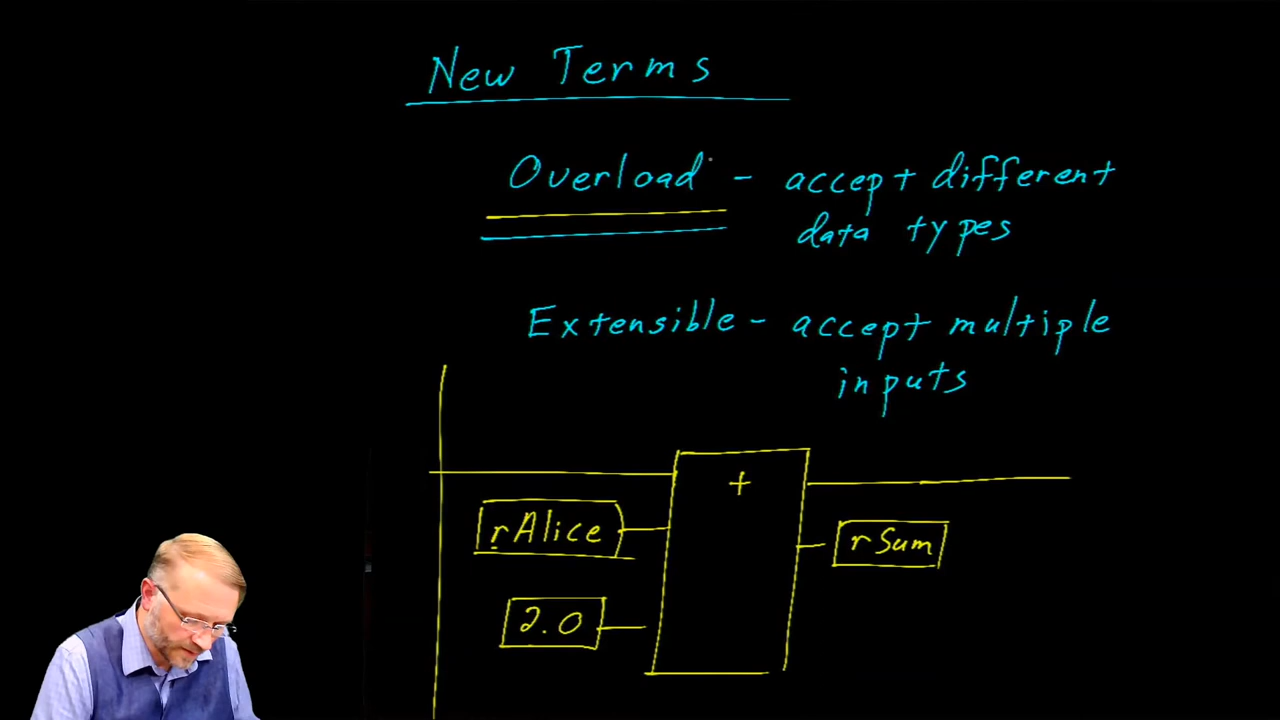 New Terms
Overload - accept different
data types
Extensible - accept multiple
inputs
+
rAlice
rSum
2.0